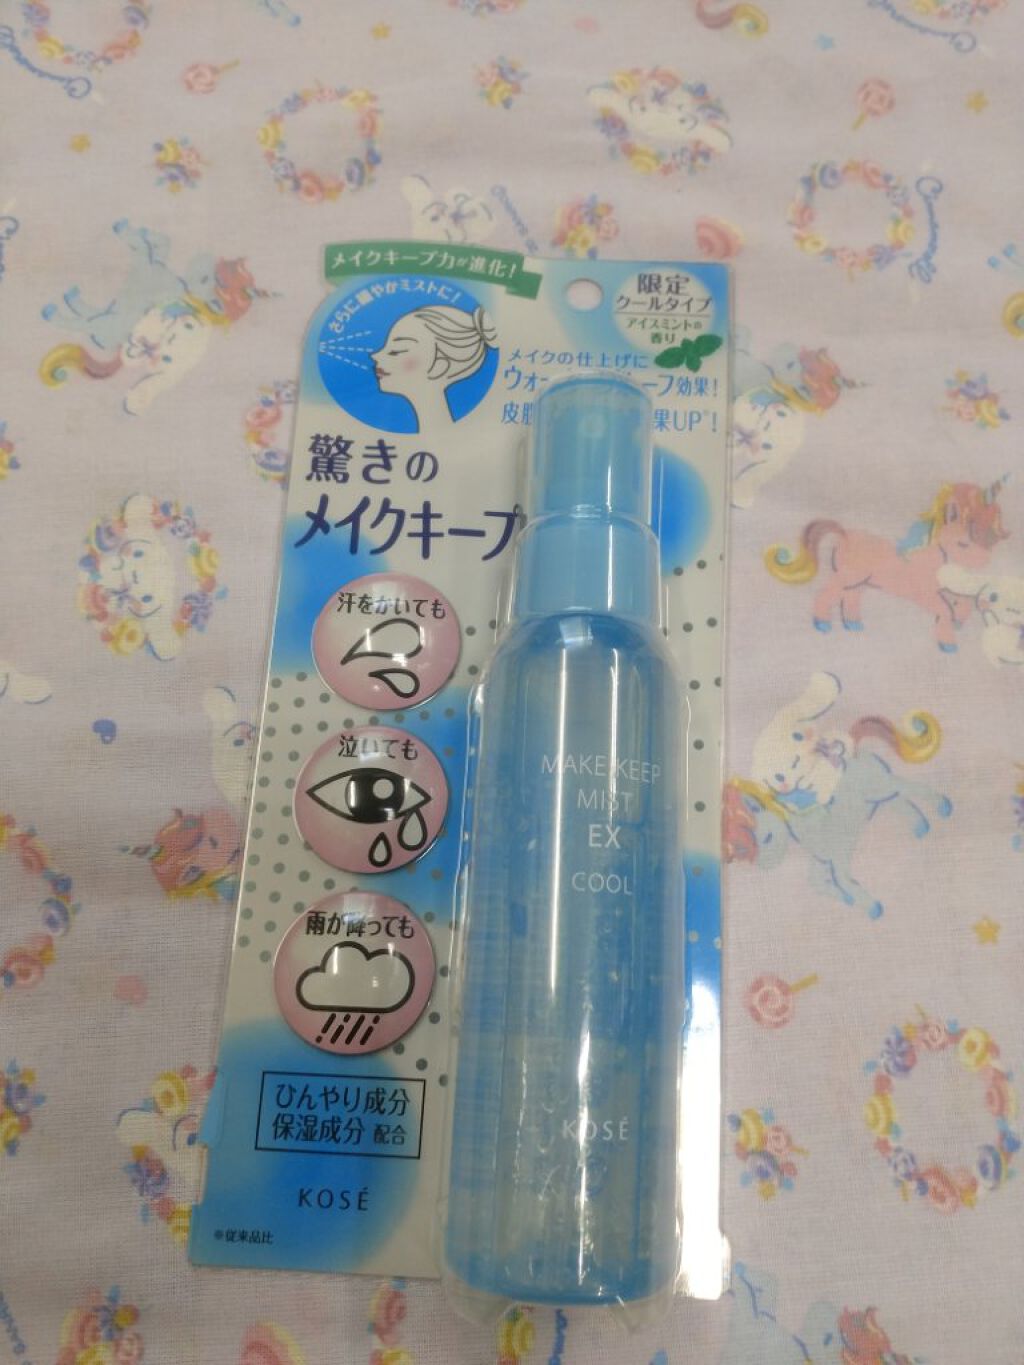 メイクキープ力が進化!
さらに細やかミストに!
限定
クールタイプ
アイスミントの
香り
メイクの仕上げに
ウォー
ープ効果!
皮脂
果UP※!
驚きの
メイクキープ
汗をかいても
泣いても
雨が降っても
ひんやり成分
保湿成分 配合
KOSÉ
※従来品比
MAKE KEEP
MIST
EX
COOL
KOSÉ